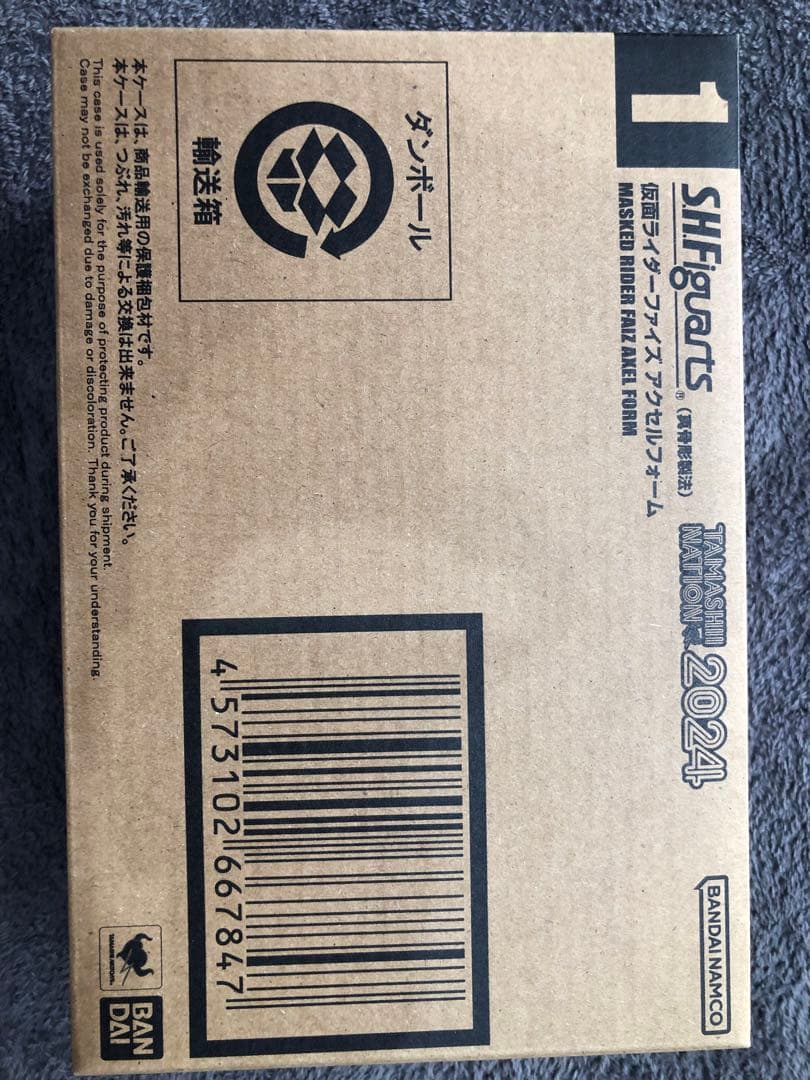 1
S.H.Figuarts®
(真骨彫製法)
仮面ライダーファイズ アクセルフォーム
MASKED RIDER FAIZ AXEL FORM
TAMASHII
NATION
2024
BANDAI NAMCO
ダンボール
輸送箱
本ケースは、商品輸送用の保護梱包材です。
本ケースは、つぶれ、汚れ等による交換は出来ません。ご了承ください。
This case is used solely for the purpose of protecting product during shipment.
Case may not be exchanged due to damage or discoloration. Thank you for your understanding.
4 573102 667847
TAMASHII NATIONS
BAN
DAI